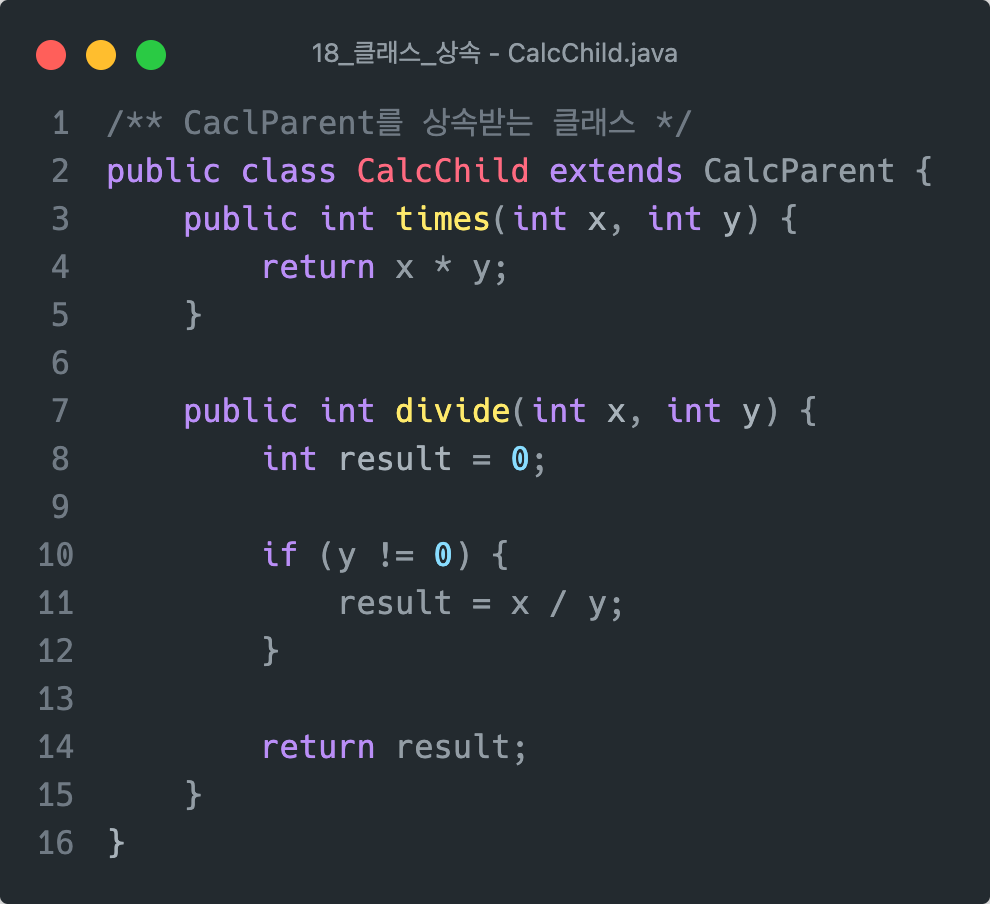 18_클래스_상속 - CalcChild.java
1 /** CaclParent를 상속받는 클래스 */
2 public class CalcChild extends CalcParent {
3     public int times(int x, int y) {
4         return x * y;
5     }
6
7     public int divide(int x, int y) {
8         int result = 0;
9
10         if (y != 0) {
11             result = x / y;
12         }
13
14         return result;
15     }
16 }